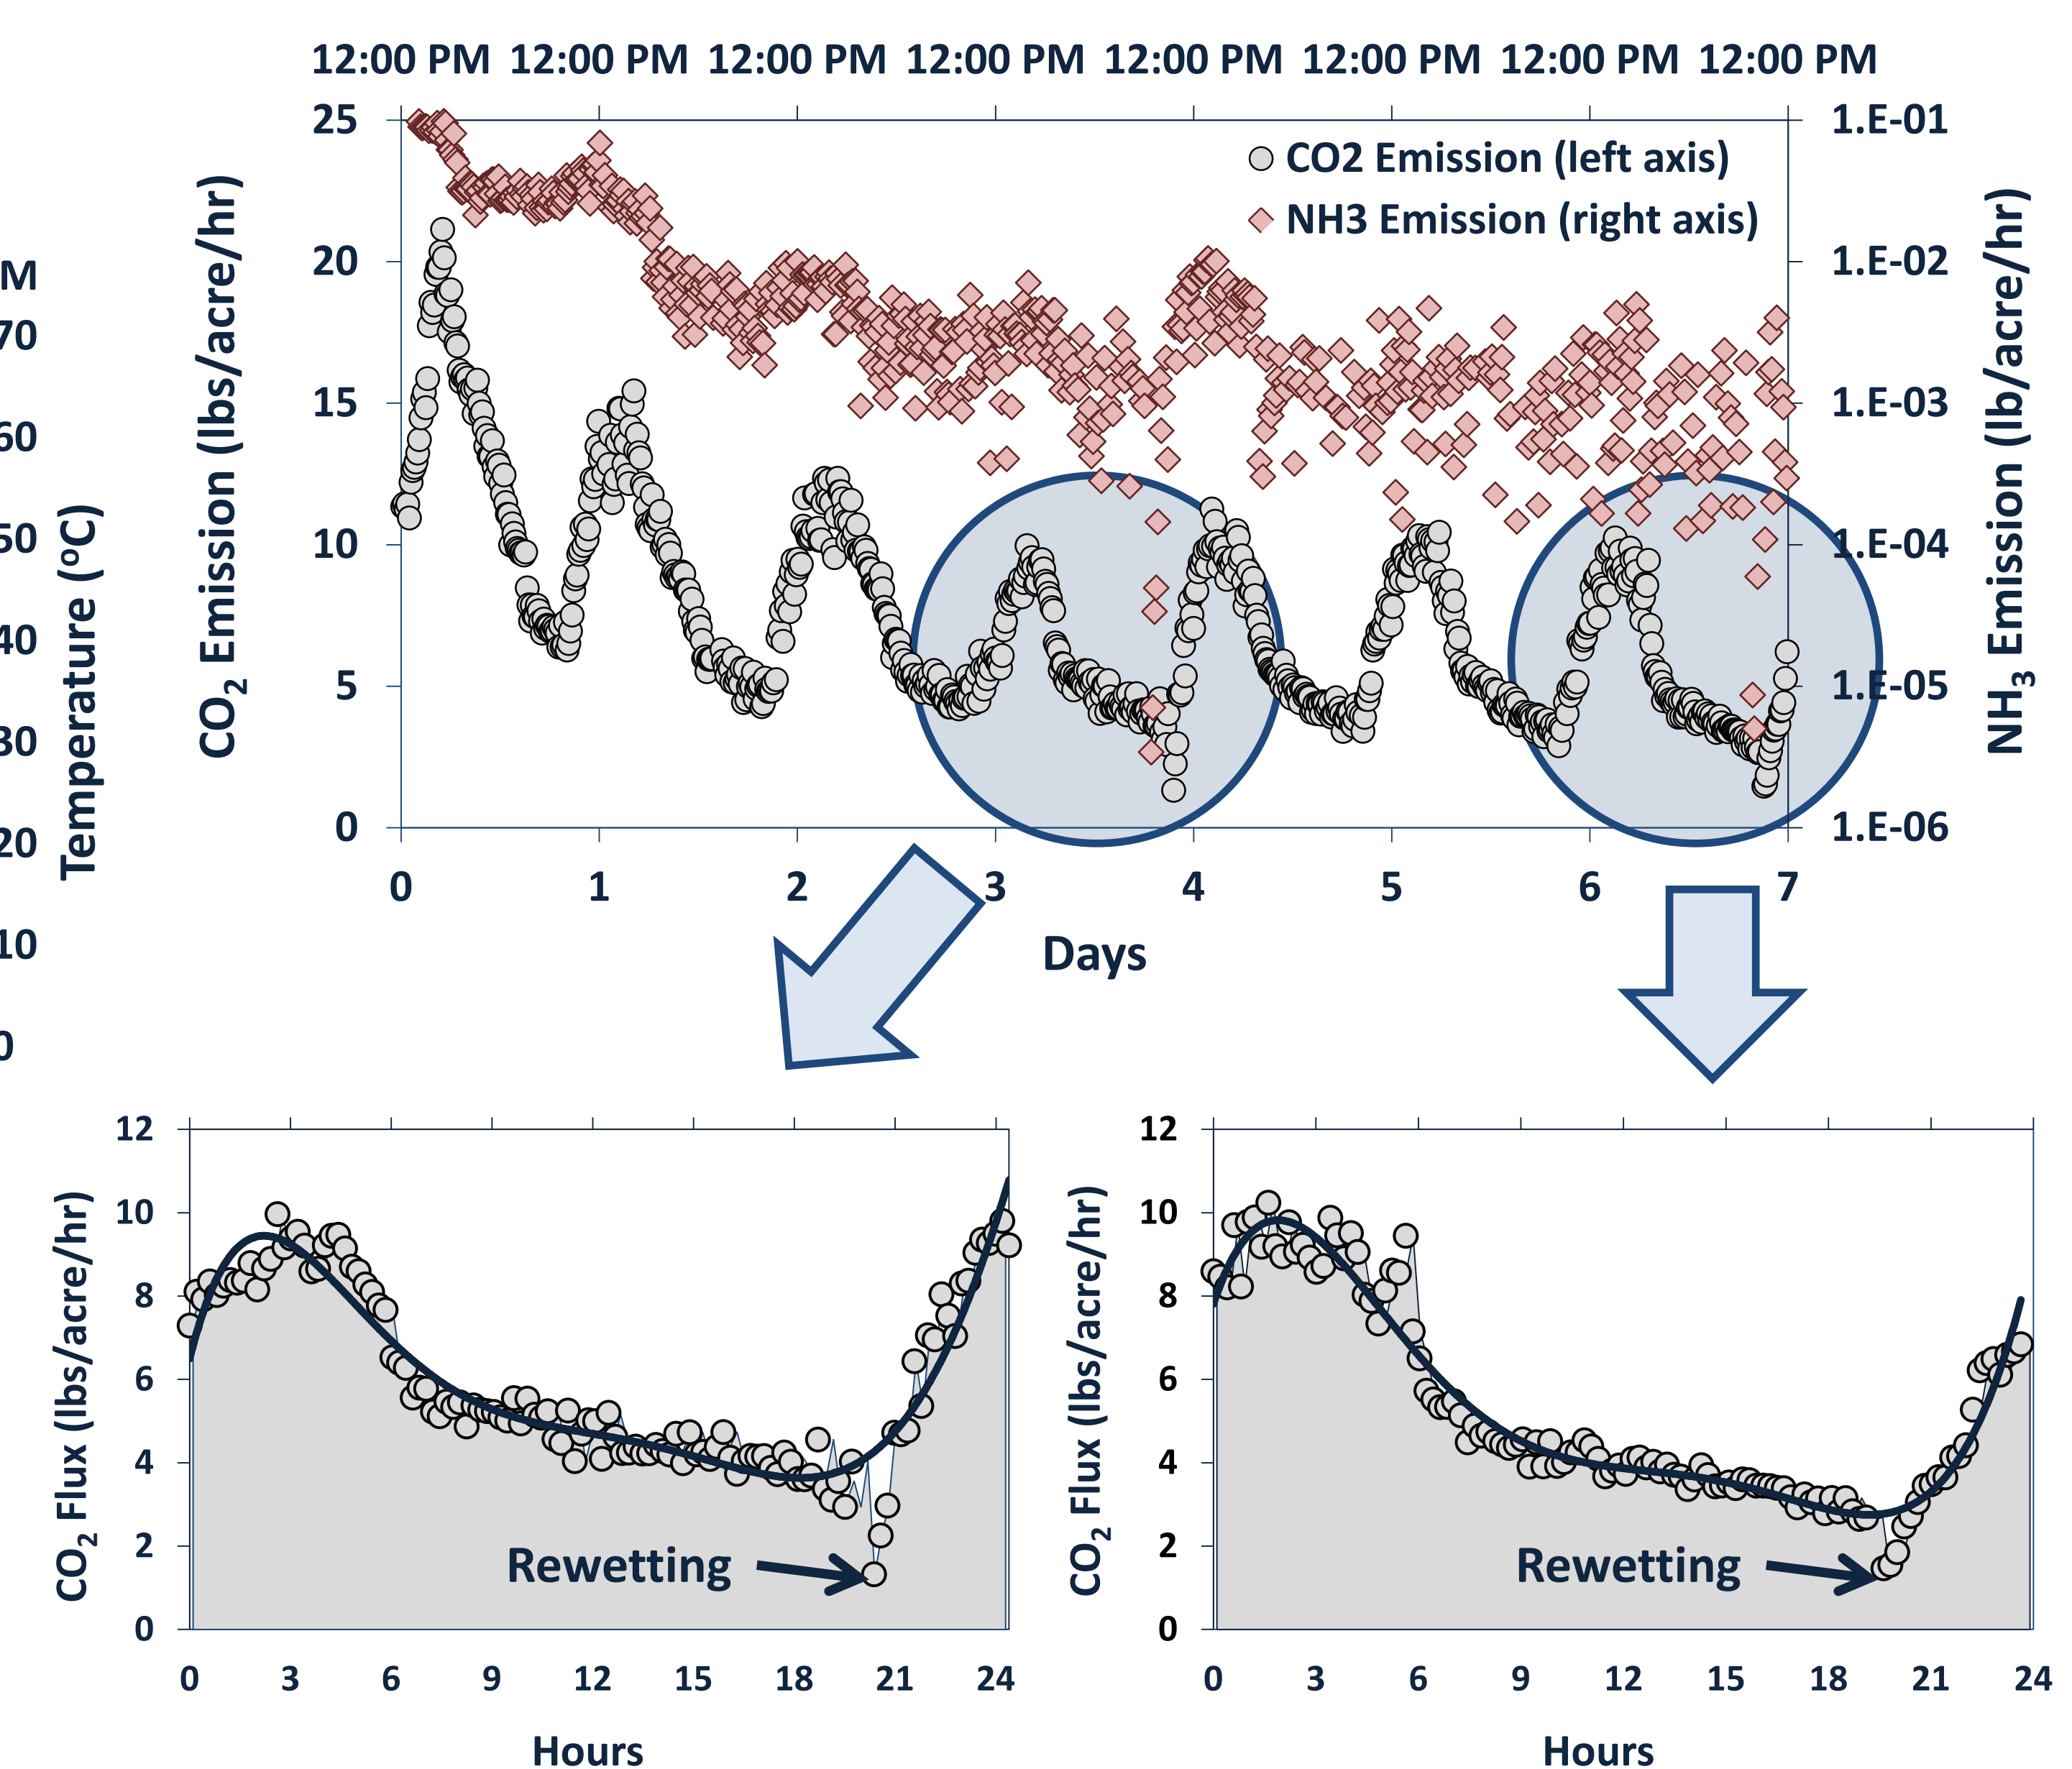 12:00 PM 12:00 PM 12:00 PM 12:00 PM 12:00 PM 12:00 PM 12:00 PM 12:00 PM
25
20
15
10
5
0
CO2 Emission (lbs/acre/hr)
CO2 Emission (left axis)
NH3 Emission (right axis)
1.E-01
1.E-02
1.E-03
1.E-04
1.E-05
1.E-06
NH3 Emission (lb/acre/hr)
0 1 2 3 4 5 6 7
Days
M
70
60
50
40
30
20
10
0
Temperature (oC)
12
10
8
6
4
2
0
CO2 Flux (lbs/acre/hr)
Rewetting
0 3 6 9 12 15 18 21 24
Hours
12
10
8
6
4
2
0
CO2 Flux (lbs/acre/hr)
Rewetting
0 3 6 9 12 15 18 21 24
Hours